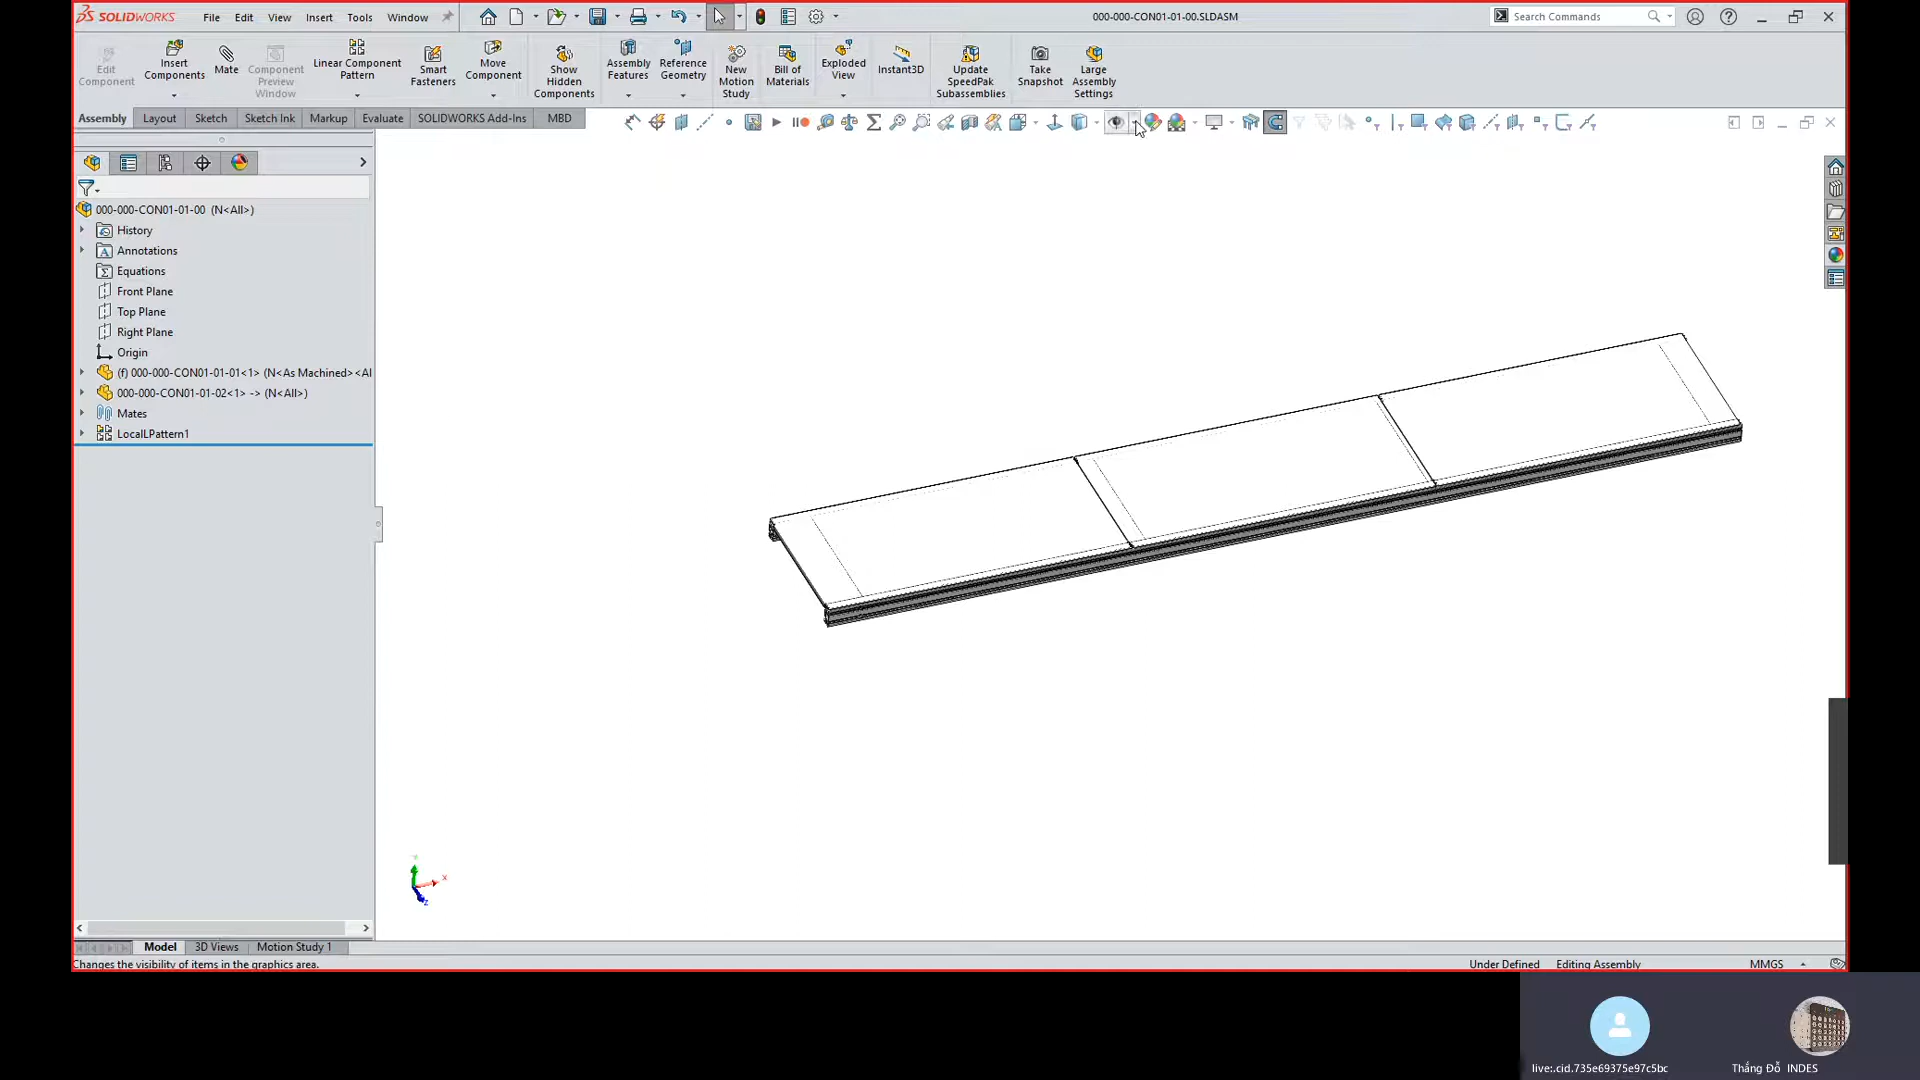 SOLIDWORKS File Edit View Insert Tools Window 000-000-CON01-01-00.SLDASM Search Commands
Edit Component
Insert Components
Mate
Component Preview Window
Linear Component Pattern
Smart Fasteners
Move Component
Show Hidden Components
Assembly Features
Reference Geometry
New Motion Study
Bill of Materials
Exploded View
Instant3D
Update SpeedPak Subassemblies
Take Snapshot
Large Assembly Settings
Assembly Layout Sketch Sketch Ink Markup Evaluate SOLIDWORKS Add-Ins MBD
000-000-CON01-01-00 (N<All>)
History
Annotations
Equations
Front Plane
Top Plane
Right Plane
Origin
(f) 000-000-CON01-01-01<1> (N<As Machined><Al
000-000-CON01-01-02<1> -> (N<All>)
Mates
LocalLPattern1
Y
X
Z
Model 3D Views Motion Study 1
Changes the visibility of items in the graphics area. Under Defined Editing Assembly MMGS
live:.cid.735e69375e97c5bc Thắng Đỗ INDES